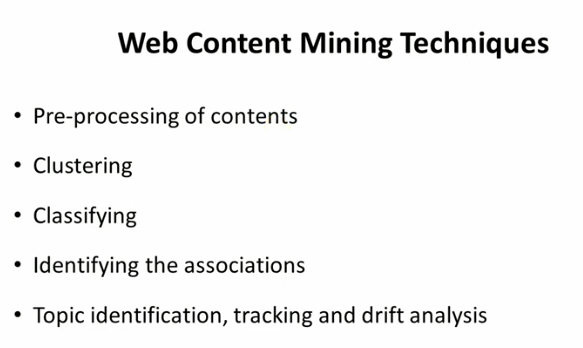 Web Content Mining Techniques
• Pre-processing of contents
• Clustering
• Classifying
• Identifying the associations
• Topic identification, tracking and drift analysis